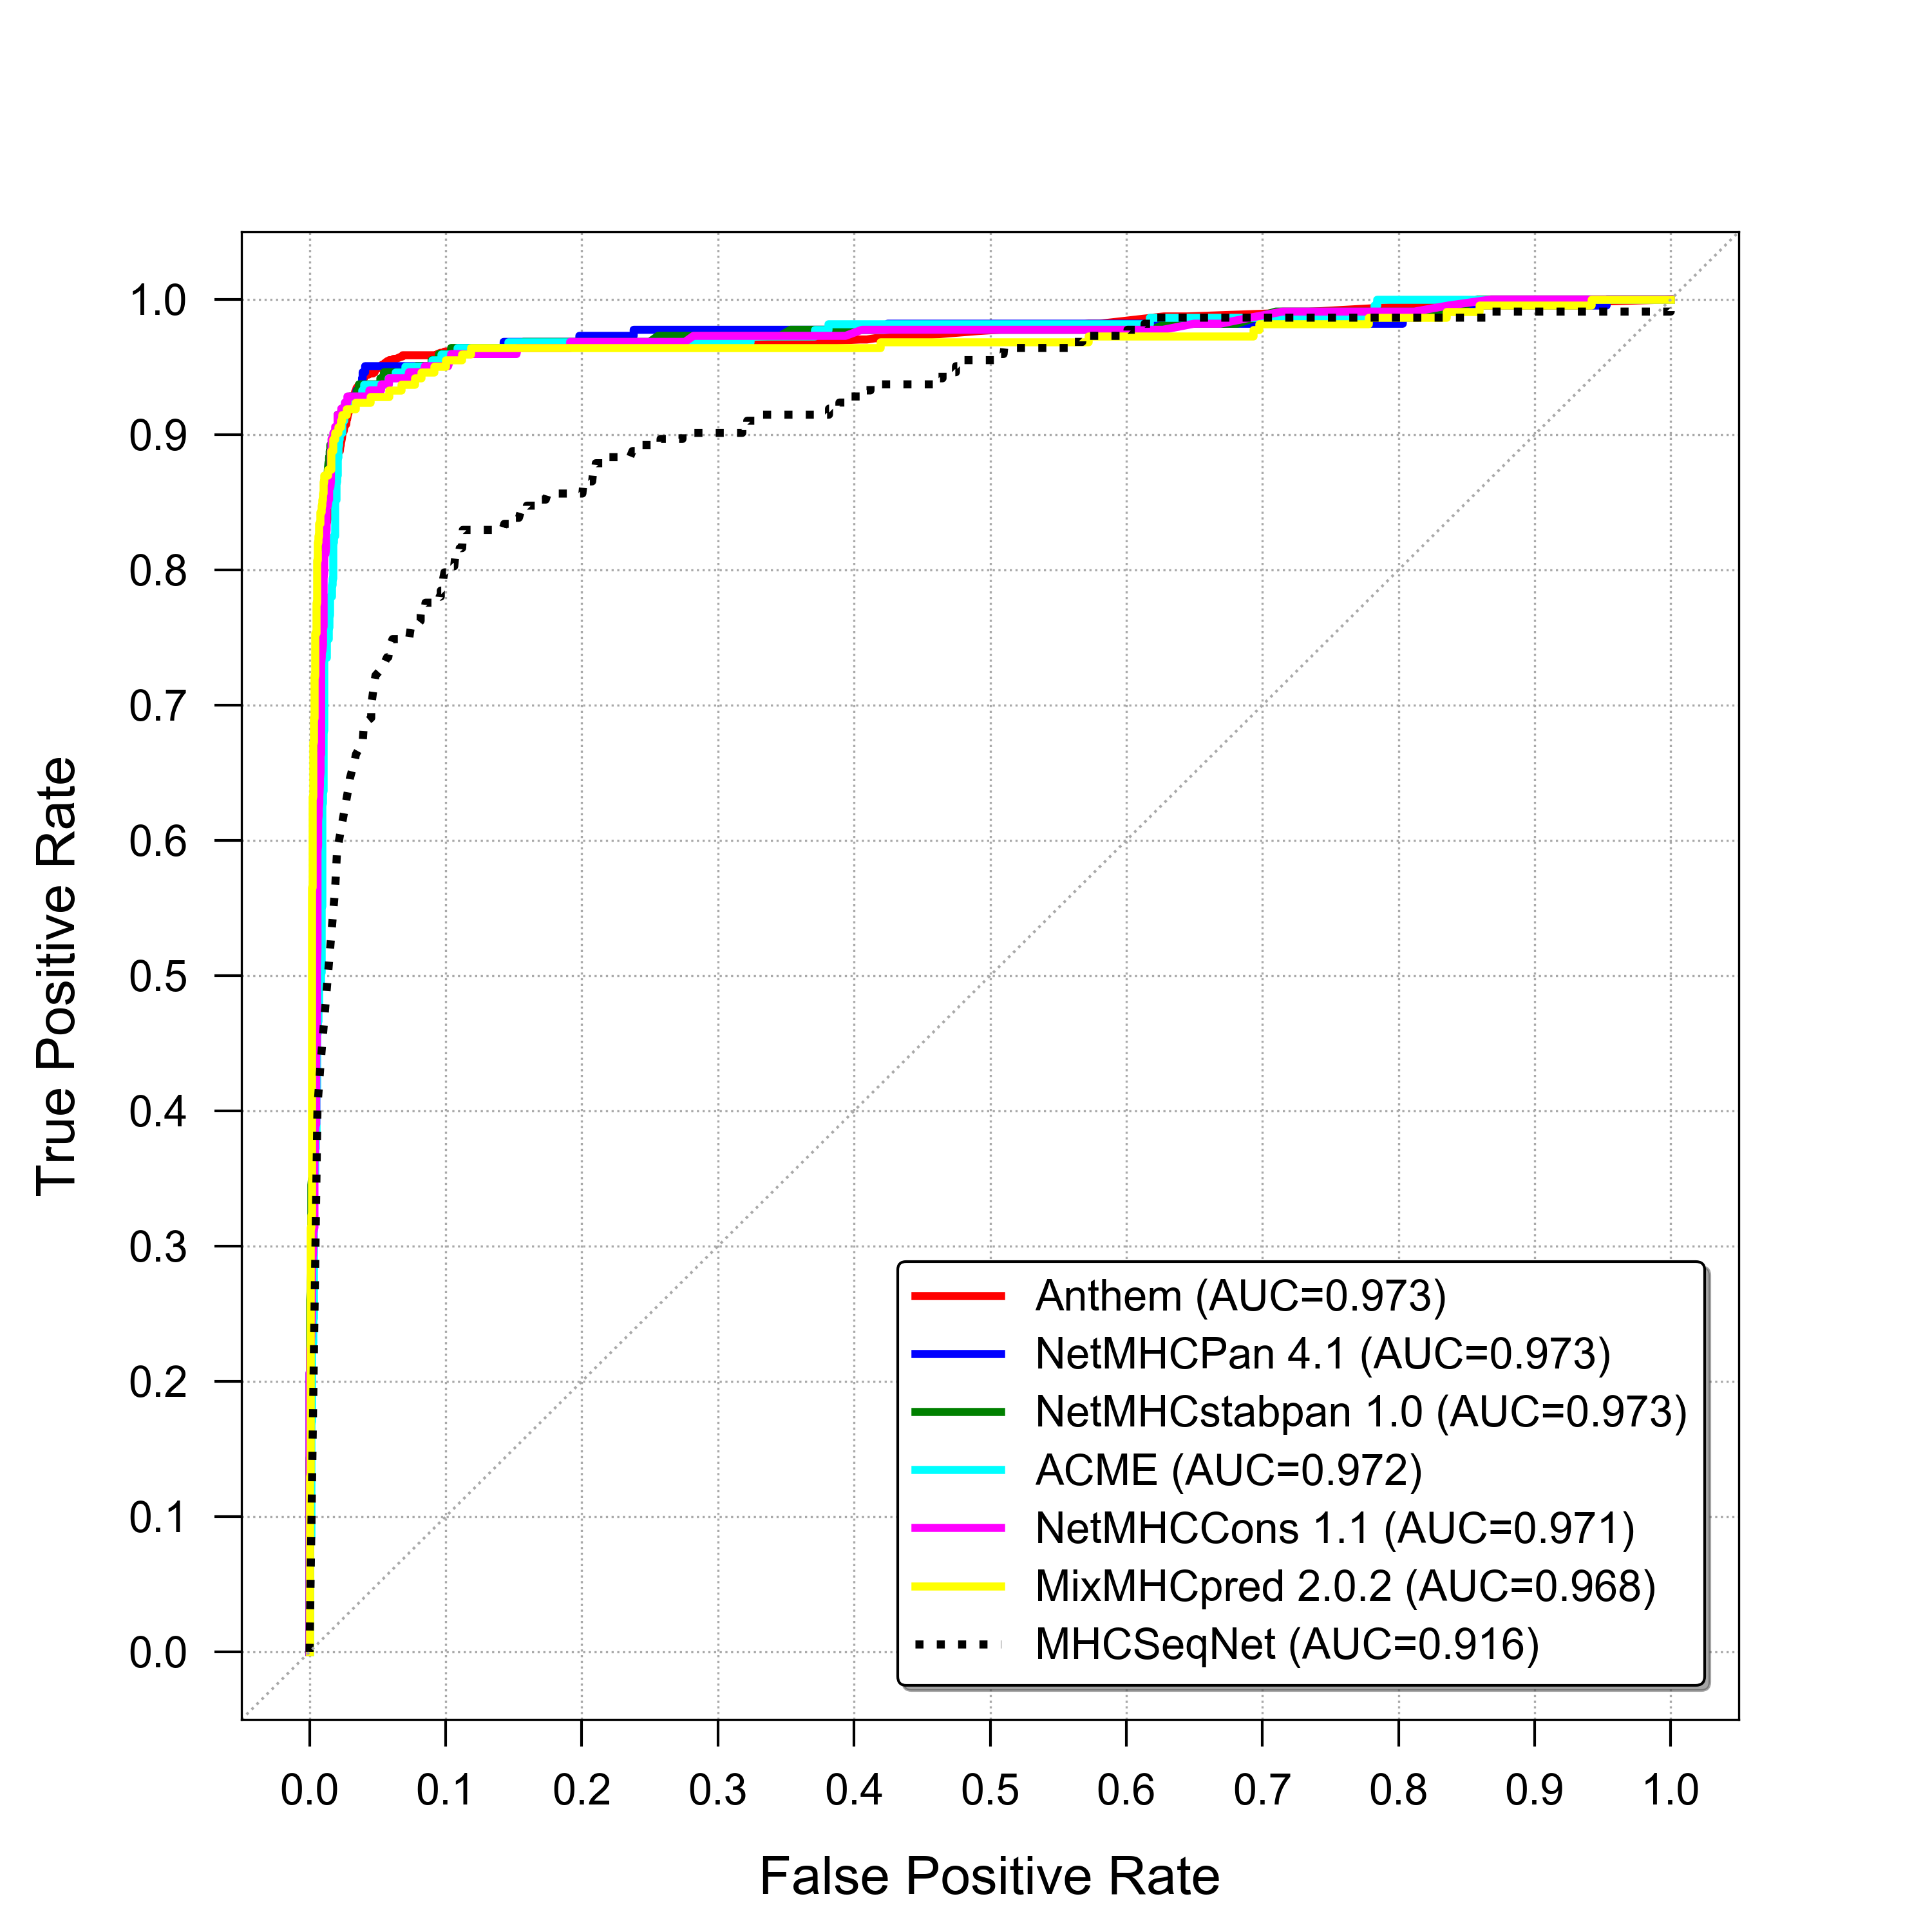 1.0
0.9
0.8
0.7
0.6
0.5
0.4
0.3
0.2
0.1
0.0
True Positive Rate
Anthem (AUC=0.973)
NetMHCPan 4.1 (AUC=0.973)
NetMHCstabpan 1.0 (AUC=0.973)
ACME (AUC=0.972)
NetMHCCons 1.1 (AUC=0.971)
MixMHCpred 2.0.2 (AUC=0.968)
MHCSeqNet (AUC=0.916)
0.0 0.1 0.2 0.3 0.4 0.5 0.6 0.7 0.8 0.9 1.0
False Positive Rate